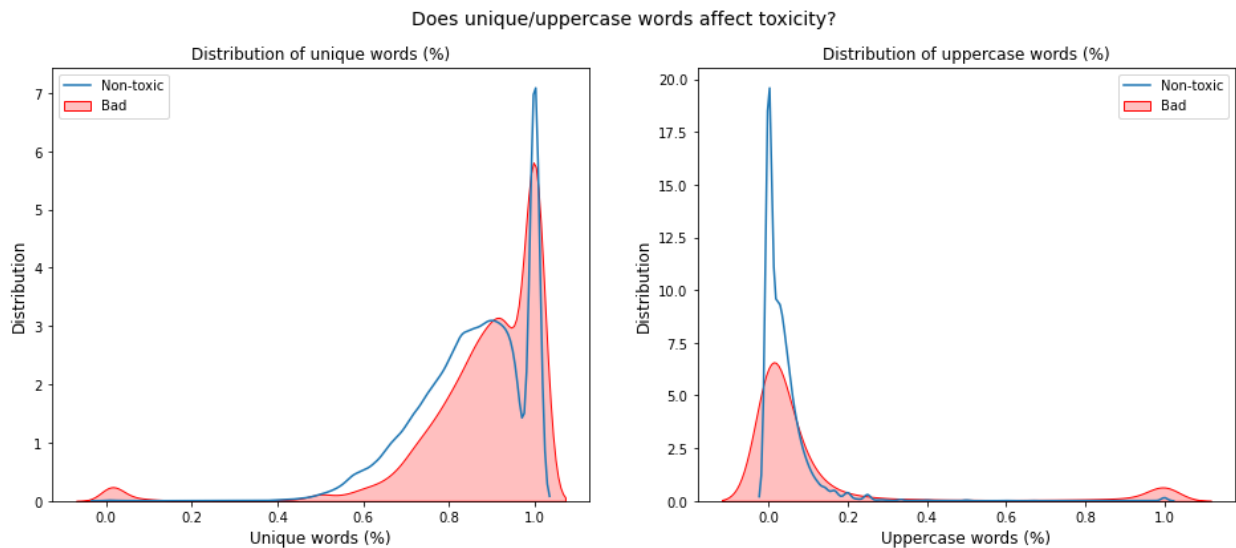 Does unique/uppercase words affect toxicity?
Distribution of unique words (%)
Non-toxic
Bad
Distribution
7
6
5
4
3
2
1
0
0.0 0.2 0.4 0.6 0.8 1.0
Unique words (%)
Distribution of uppercase words (%)
Non-toxic
Bad
Distribution
20.0
17.5
15.0
12.5
10.0
7.5
5.0
2.5
0.0
0.0 0.2 0.4 0.6 0.8 1.0
Uppercase words (%)